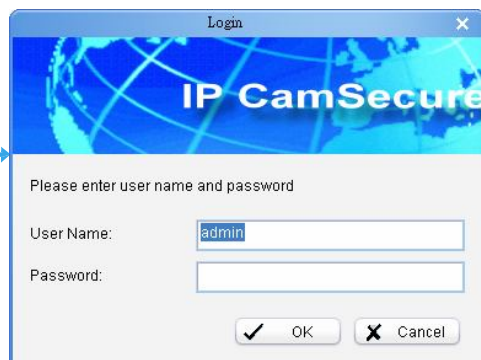 Login
IP CamSecure
Please enter user name and password
User Name:
admin
Password:
OK
Cancel